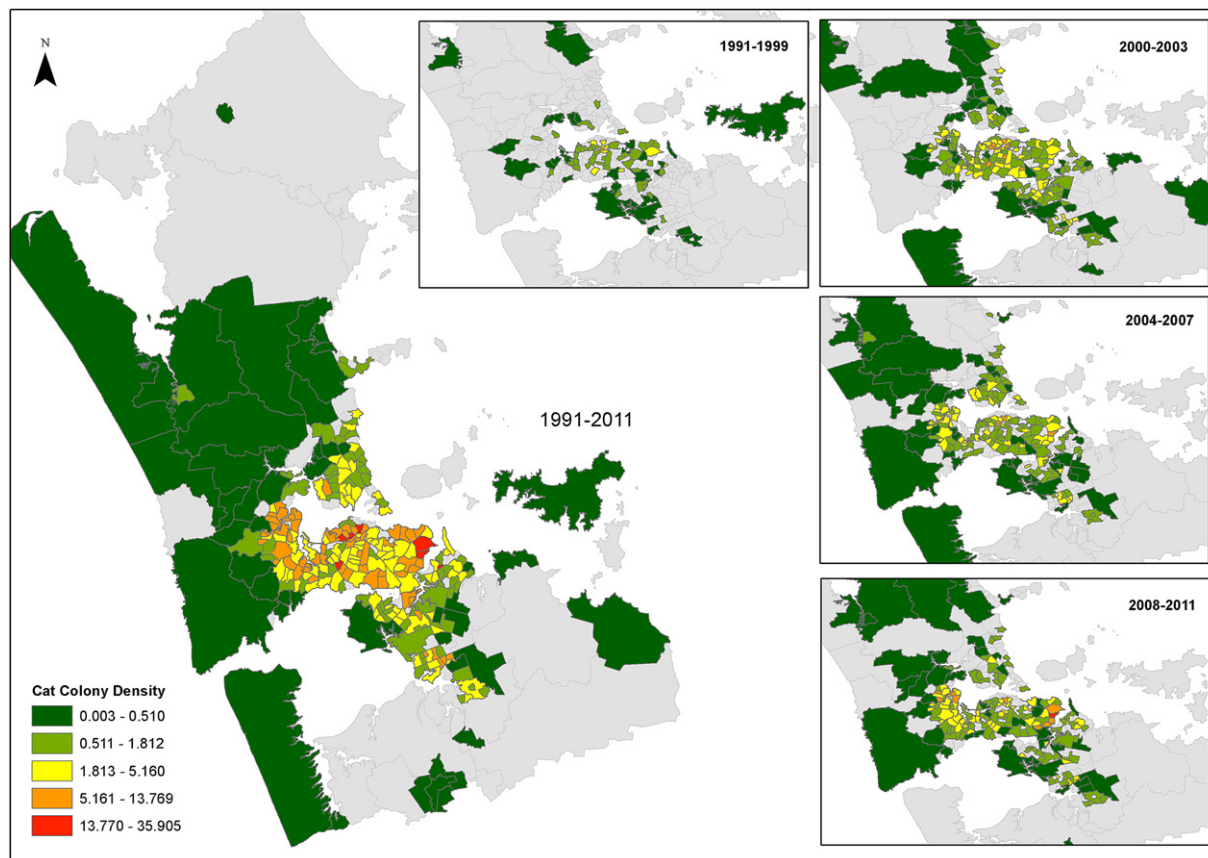 N
1991-1999
2000-2003
2004-2007
1991-2011
2008-2011
Cat Colony Density
0.003 - 0.510
0.511 - 1.812
1.813 - 5.160
5.161 - 13.769
13.770 - 35.905